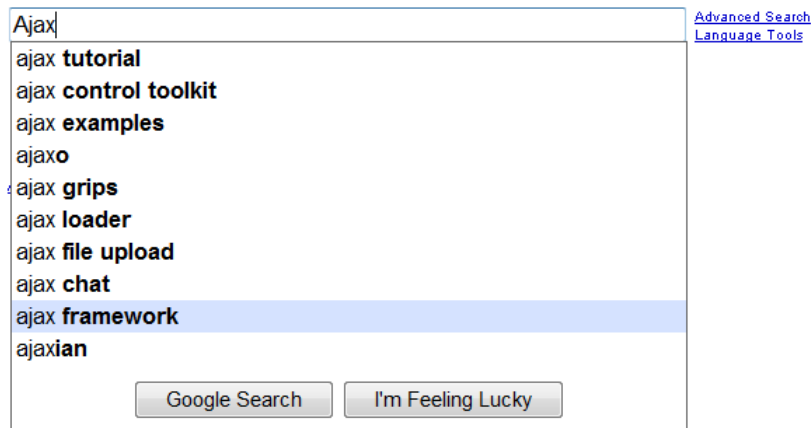 Ajax
Advanced Search
Language Tools
ajax tutorial
ajax control toolkit
ajax examples
ajaxo
ajax grips
ajax loader
ajax file upload
ajax chat
ajax framework
ajaxian
Google Search
I'm Feeling Lucky